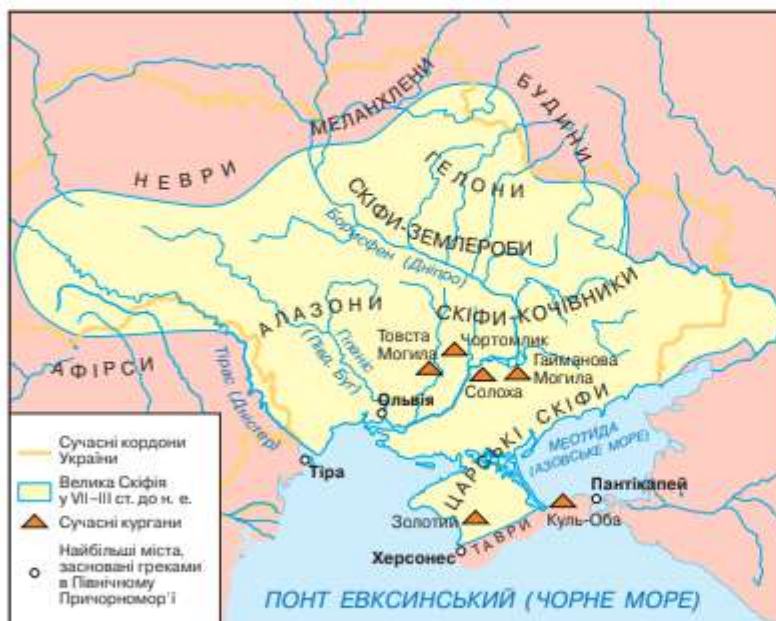 МЕЛАНХЛЕНИ
БУДИНИ
НЕВРИ
ГЕЛОНИ
СКІФИ-ЗЕМЛЕРОБИ
Борисфен (Дніпро)
АЛАЗОНИ
СКІФИ-КОЧІВНИКИ
Товста
Могила
Чортомлик
Гайманова
Могила
Солоха
АФІРСИ
Тірас (Дністер)
Гіпаніс
(Півд. Буг)
Ольвія
Тіра
ЦАРСЬКІ СКІФИ
МЕОТИДА
(АЗОВСЬКЕ МОРЕ)
Пантікапей
Золотий
Куль-Оба
ТАВРИ
Херсонес
ПОНТ ЕВКСИНСЬКИЙ (ЧОРНЕ МОРЕ)
Сучасні кордони
України
Велика Скіфія
у VII–III ст. до н. е.
Сучасні кургани
Найбільші міста,
засновані греками
в Північному
Причорномор'ї